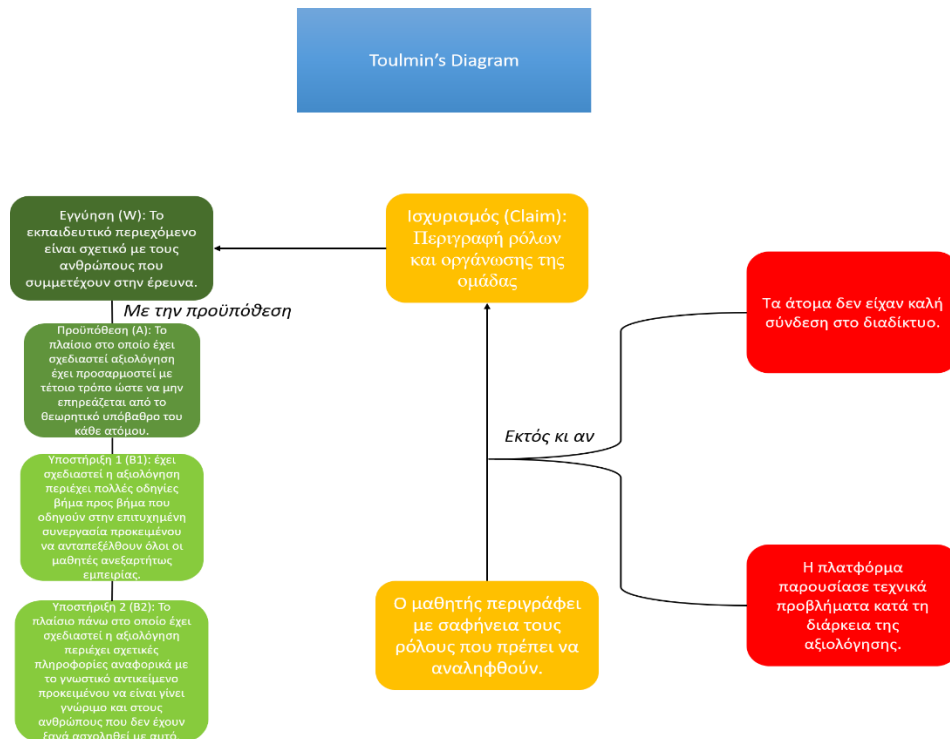 Toulmin's Diagram
Εγγύηση (W): Το
εκπαιδευτικό περιεχόμενο
είναι σχετικό με τους
ανθρώπους που
συμμετέχουν στην έρευνα.
Με την προϋπόθεση
Προϋπόθεση (Α): Το
πλαίσιο στο οποίο έχει
σχεδιαστεί αξιολόγηση
έχει προσαρμοστεί με
τέτοιο τρόπο ώστε να μην
επηρεάζεται από το
θεωρητικό υπόβαθρο του
κάθε ατόμου.
Υποστήριξη 1 (Β1): έχει
σχεδιαστεί η αξιολόγηση
περιέχει πολλές οδηγίες
βήμα προς βήμα που
οδηγούν στην επιτυχημένη
συνεργασία προκειμένου
να ανταπεξέλθουν όλοι οι
μαθητές ανεξαρτήτως
εμπειρίας.
Υποστήριξη 2 (Β2): Το
πλαίσιο πάνω στο οποίο έχει
σχεδιαστεί η αξιολόγηση
περιέχει σχετικές
πληροφορίες αναφορικά με
το γνωστικό αντικείμενο
προκειμένου να είναι γίνει
γνώριμο και στους
ανθρώπους που δεν έχουν
ξανά ασχοληθεί με αυτό.
Ισχυρισμός (Claim):
Περιγραφή ρόλων
και οργάνωσης της
ομάδας
Εκτός κι αν
Ο μαθητής περιγράφει
με σαφήνεια τους
ρόλους που πρέπει να
αναληφθούν.
Τα άτομα δεν είχαν καλή
σύνδεση στο διαδίκτυο.
Η πλατφόρμα
παρουσίασε τεχνικά
προβλήματα κατά τη
διάρκεια της
αξιολόγησης.